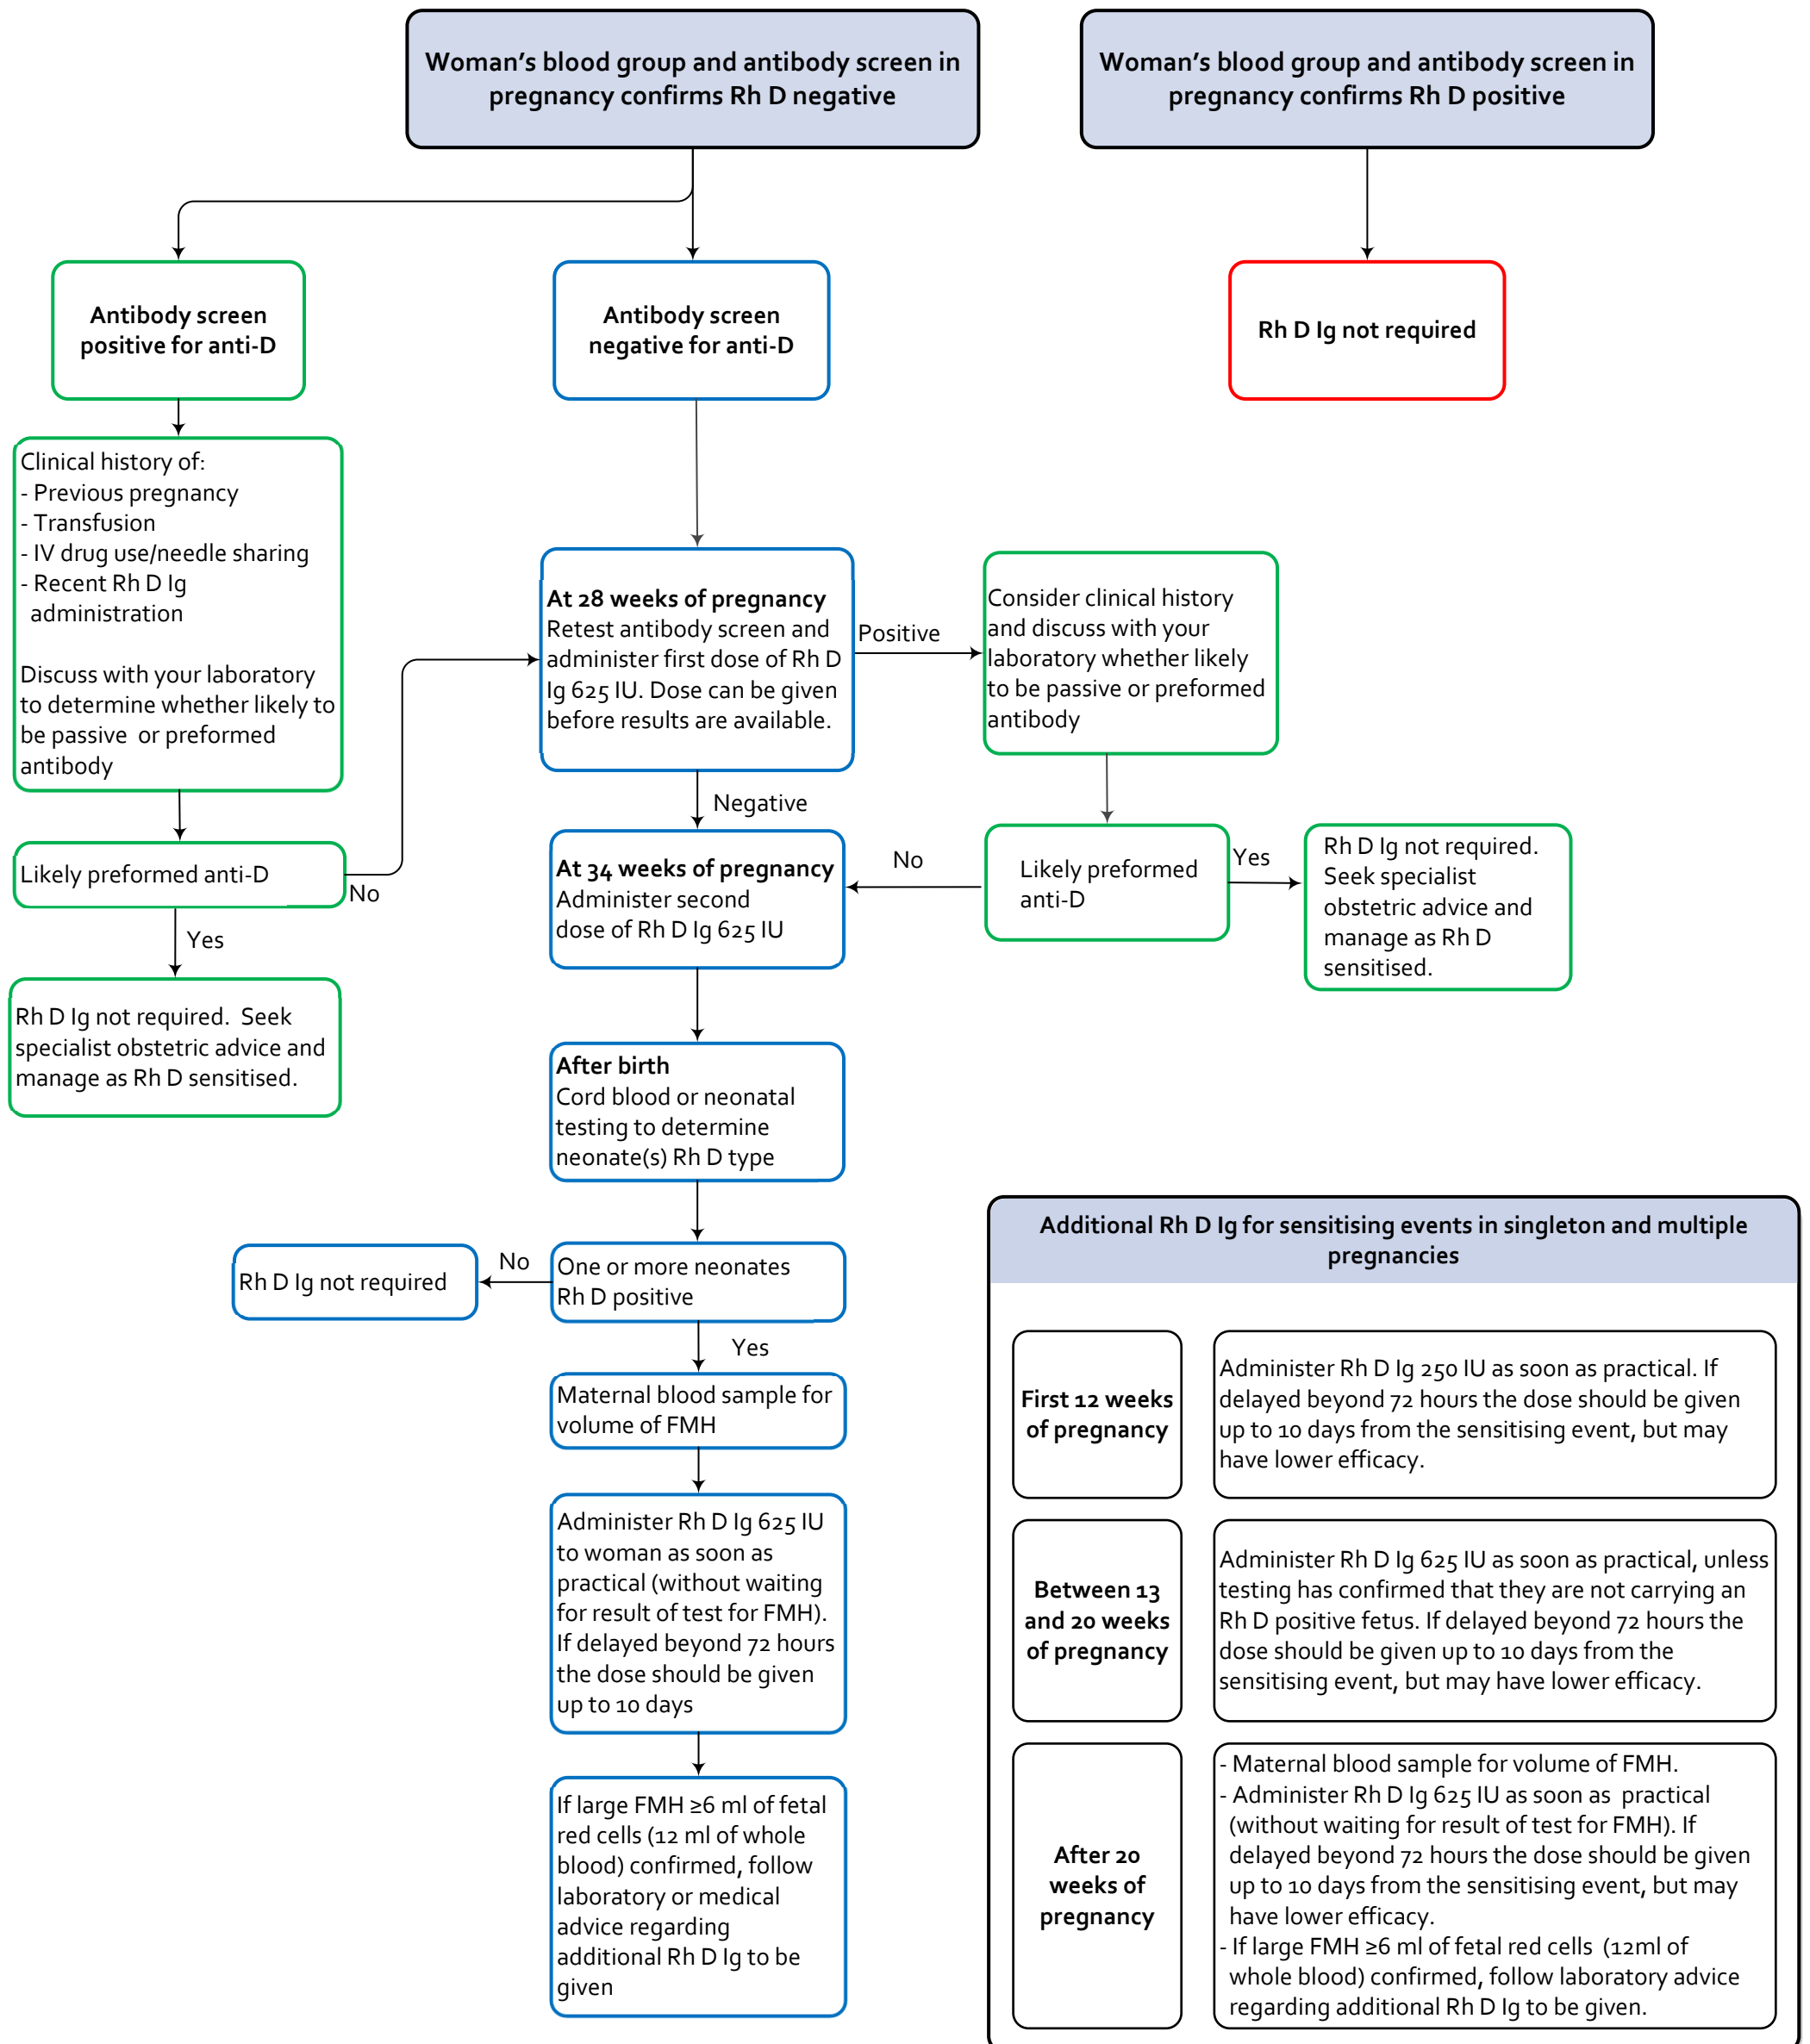 Woman's blood group and antibody screen in
pregnancy confirms Rh D negative
Woman's blood group and antibody screen in
pregnancy confirms Rh D positive
Antibody screen
positive for anti-D
Antibody screen
negative for anti-D
Rh D Ig not required
Clinical history of:
- Previous pregnancy
- Transfusion
- IV drug use/needle sharing
- Recent Rh D Ig
administration
Discuss with your laboratory
to determine whether likely to
be passive or preformed
antibody
At 28 weeks of pregnancy
Retest antibody screen and
administer first dose of Rh D
Ig 625 IU. Dose can be given
before results are available.
Positive
Consider clinical history
and discuss with your
laboratory whether likely
to be passive or preformed
antibody
Negative
Likely preformed anti-D
No
Yes
At 34 weeks of pregnancy
Administer second
dose of Rh D Ig 625 IU
No
Likely preformed
anti-D
Yes
Rh D Ig not required.
Seek specialist
obstetric advice and
manage as Rh D
sensitised.
Rh D Ig not required. Seek
specialist obstetric advice and
manage as Rh D sensitised.
After birth
Cord blood or neonatal
testing to determine
neonate(s) Rh D type
Rh D Ig not required
No
One or more neonates
Rh D positive
Yes
Maternal blood sample for
volume of FMH
Administer Rh D Ig 625 IU
to woman as soon as
practical (without waiting
for result of test for FMH).
If delayed beyond 72 hours
the dose should be given
up to 10 days
If large FMH ≥6 ml of fetal
red cells (12 ml of whole
blood) confirmed, follow
laboratory or medical
advice regarding
additional Rh D Ig to be
given
Additional Rh D Ig for sensitising events in singleton and multiple
pregnancies
First 12 weeks
of pregnancy
Administer Rh D Ig 250 IU as soon as practical. If
delayed beyond 72 hours the dose should be given
up to 10 days from the sensitising event, but may
have lower efficacy.
Between 13
and 20 weeks
of pregnancy
Administer Rh D Ig 625 IU as soon as practical, unless
testing has confirmed that they are not carrying an
Rh D positive fetus. If delayed beyond 72 hours the
dose should be given up to 10 days from the
sensitising event, but may have lower efficacy.
After 20
weeks of
pregnancy
- Maternal blood sample for volume of FMH.
- Administer Rh D Ig 625 IU as soon as practical
(without waiting for result of test for FMH). If
delayed beyond 72 hours the dose should be given
up to 10 days from the sensitising event, but may
have lower efficacy.
- If large FMH ≥6 ml of fetal red cells (12ml of
whole blood) confirmed, follow laboratory advice
regarding additional Rh D Ig to be given.